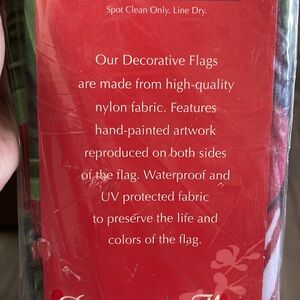 Spot Clean Only. Line Dry.
Our Decorative Flags
are made from high-quality
nylon fabric. Features
hand-painted artwork
reproduced on both sides
of the flag. Waterproof and
UV protected fabric
to preserve the life and
colors of the flag.